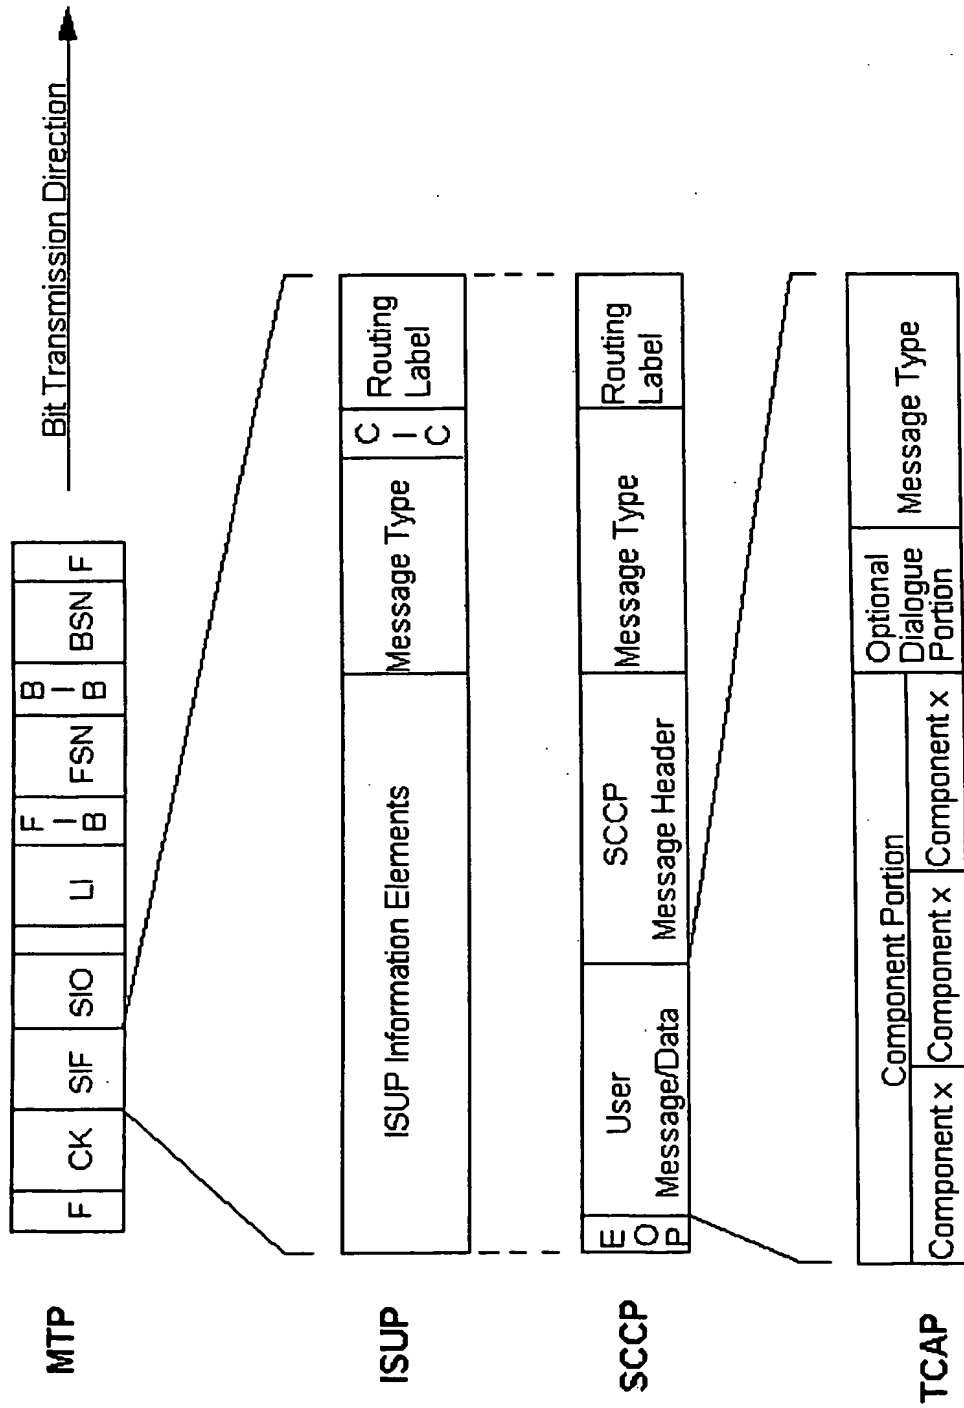 Bit Transmission Direction
MTP
F
CK
SIF
SIO
LI
F
I
B
FSN
B
I
B
BSN
F
ISUP
ISUP Information Elements
Message Type
C
I
C
Routing
Label
SCCP
E
O
P
User
Message/Data
SCCP
Message Header
Message Type
Routing
Label
TCAP
Component Portion
Component x
Component x
Component x
Optional
Dialogue
Portion
Message Type